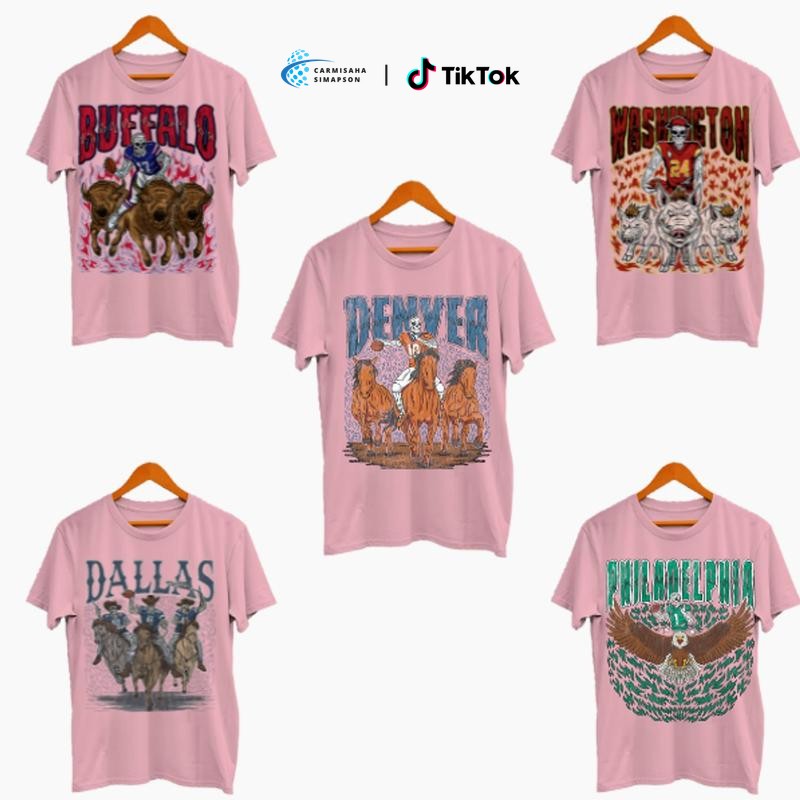 BUFFALO
CARMISAHA
SIMAPSON
|
TikTok
WASHINGTON
24
DENVER
DALLAS
PHILADELPHIA